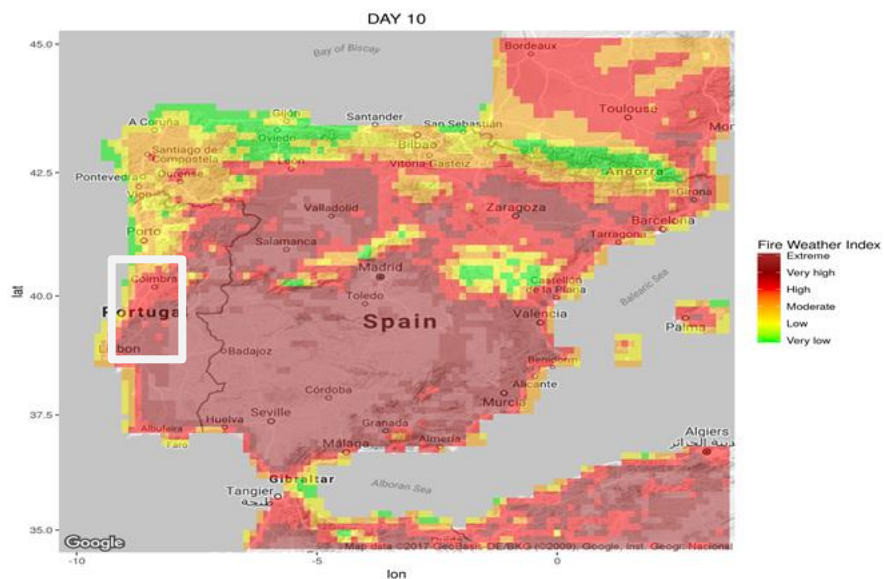 DAY 10
45.0
42.5
40.0
37.5
35.0
lat
-10
-5
0
lon
Bay of Biscay
Bordeaux
Toulouse
A Coruña
Gijón
Oviedo
Santander
San Sebastián
Bilbao
Vitoria-Gasteiz
Santiago de
Compostela
Ourense
León
Pontevedra
Vigo
Andorra
Girona
Porto
Valladolid
Zaragoza
Barcelona
Tarragona
Salamanca
Coimbra
Madrid
Castellón
de la Plana
Balearic Sea
Toledo
Portugal
Spain
Valencia
Palma
Lisbon
Badajoz
Benidorm
Alicante
Córdoba
Murcia
Huelva
Seville
Albufeira
Granada
Faro
Málaga
Almería
Algiers
مدينة الجزائر
Gibraltar
Alboran Sea
Tangier
طنجة
Google
Map data ©2017 GeoBasis-DE/BKG (©2009), Google, Inst. Geogr. Nacional
Fire Weather Index
Extreme
Very high
High
Moderate
Low
Very low